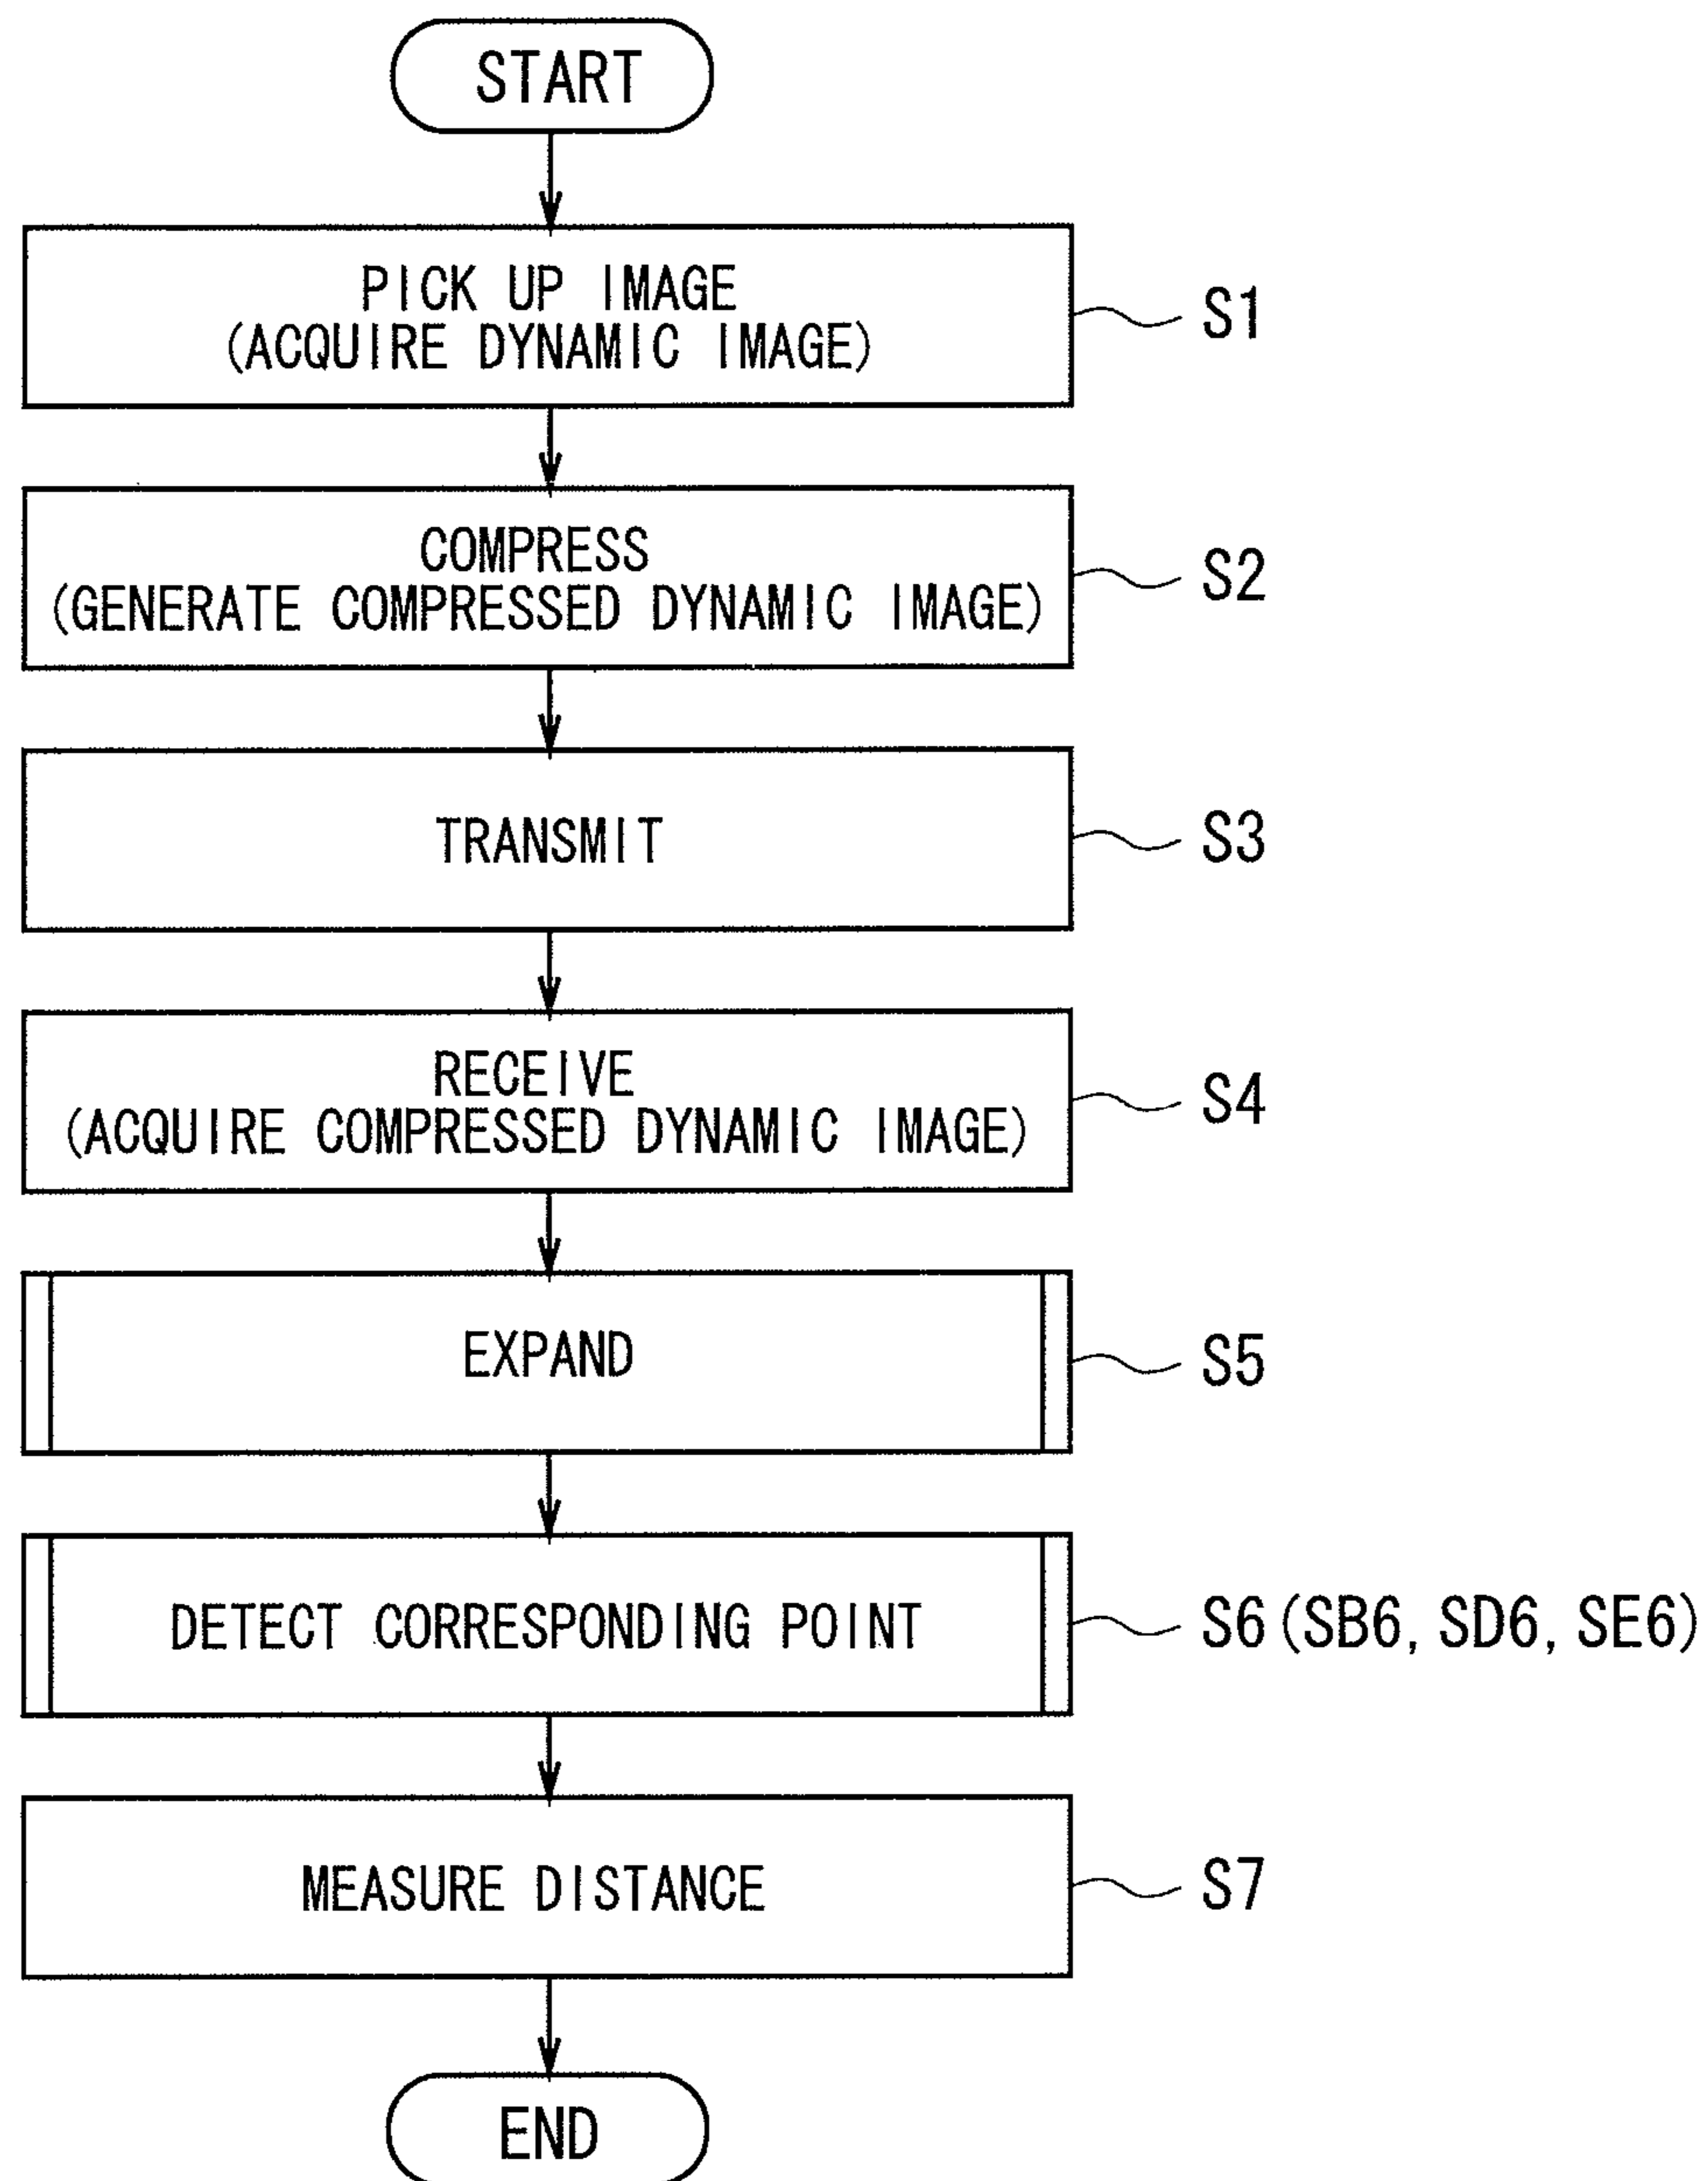 START
PICK UP IMAGE
(ACQUIRE DYNAMIC IMAGE)
S1
COMPRESS
(GENERATE COMPRESSED DYNAMIC IMAGE)
S2
TRANSMIT
S3
RECEIVE
(ACQUIRE COMPRESSED DYNAMIC IMAGE)
S4
EXPAND
S5
DETECT CORRESPONDING POINT
S6 (SB6, SD6, SE6)
MEASURE DISTANCE
S7
END